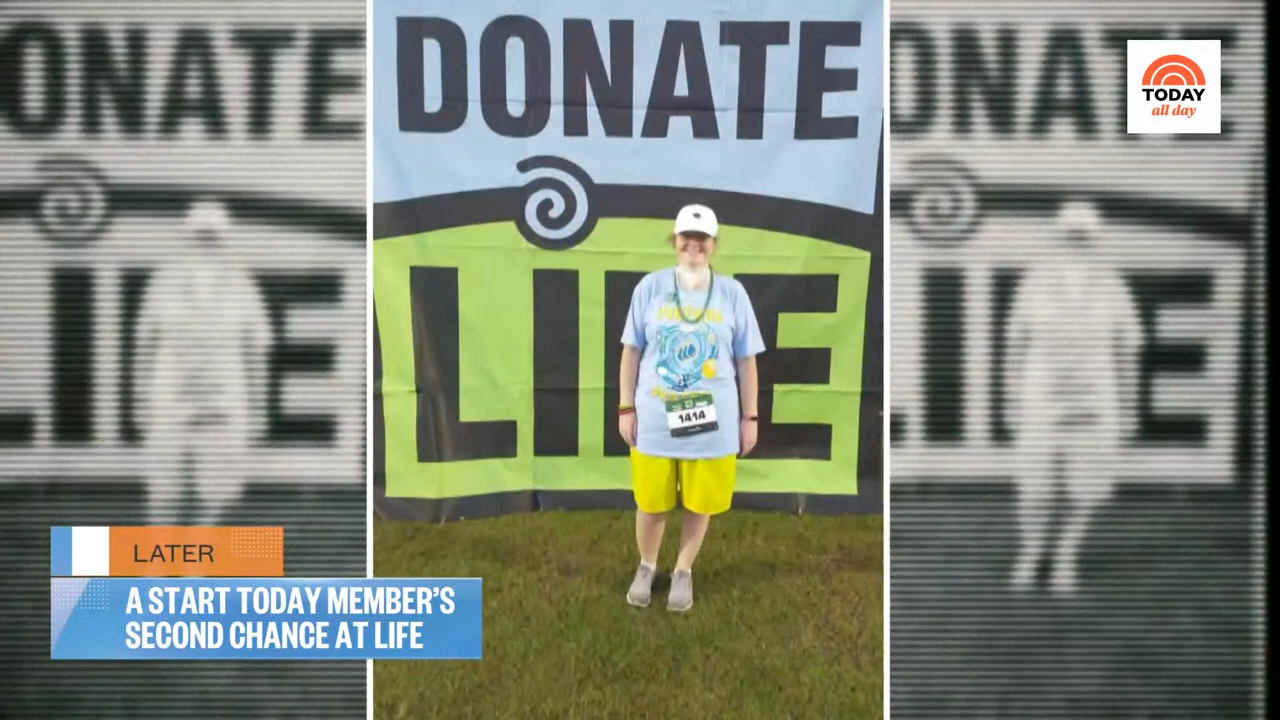 DONATE
LIFE
TODAY
all day
1414
LATER
A START TODAY MEMBER'S
SECOND CHANCE AT LIFE